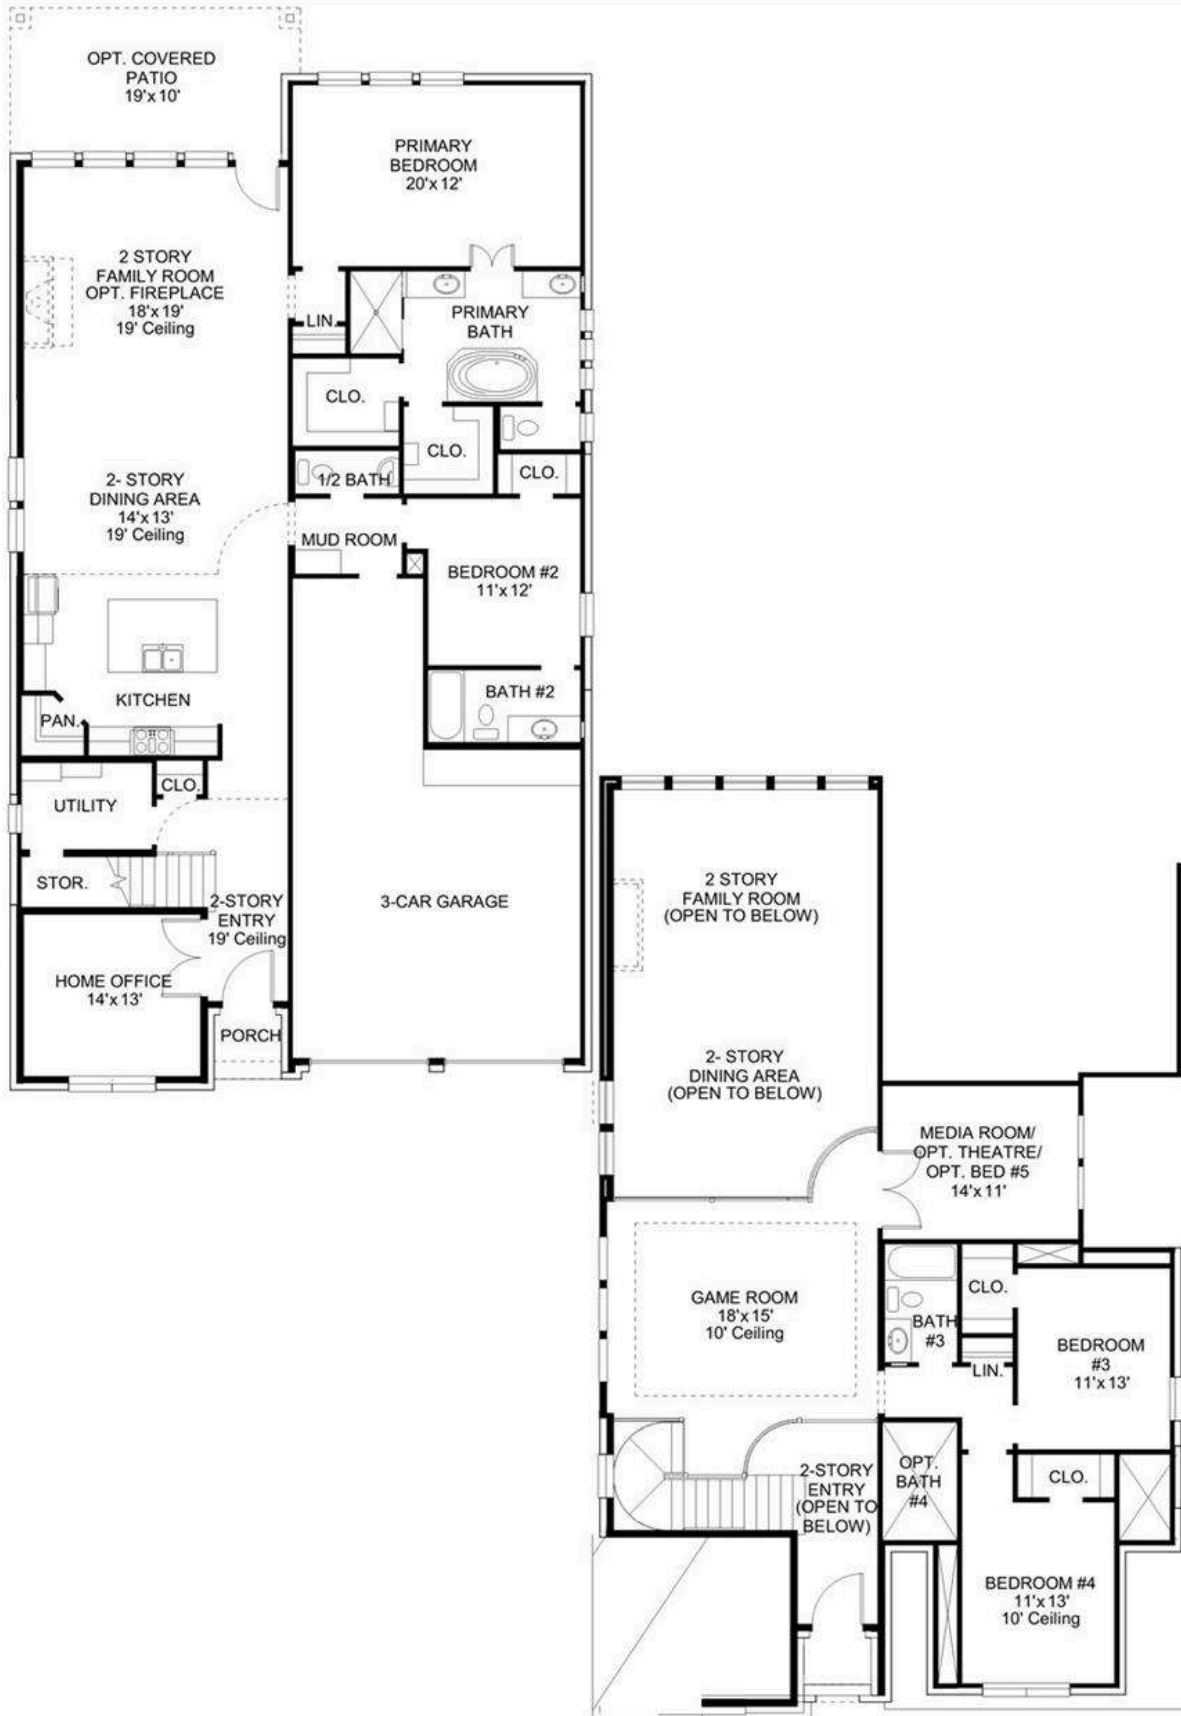 OPT. COVERED
PATIO
19'x 10'
PRIMARY
BEDROOM
20'x 12'
2 STORY
FAMILY ROOM
OPT. FIREPLACE
18'x 19'
19' Ceiling
LIN.
PRIMARY
BATH
CLO.
CLO.
CLO.
1/2 BATH
2- STORY
DINING AREA
14'x 13'
19' Ceiling
MUD ROOM
BEDROOM #2
11'x 12'
BATH #2
KITCHEN
PAN.
CLO.
UTILITY
STOR.
2-STORY
ENTRY
19' Ceiling
3-CAR GARAGE
HOME OFFICE
14'x 13'
PORCH
2 STORY
FAMILY ROOM
(OPEN TO BELOW)
2- STORY
DINING AREA
(OPEN TO BELOW)
MEDIA ROOM/
OPT. THEATRE/
OPT. BED #5
14'x 11'
GAME ROOM
18'x 15'
10' Ceiling
CLO.
BATH
#3
LIN.
BEDROOM
#3
11'x 13'
OPT.
BATH
#4
CLO.
2-STORY
ENTRY
(OPEN TO
BELOW)
BEDROOM #4
11'x 13'
10' Ceiling